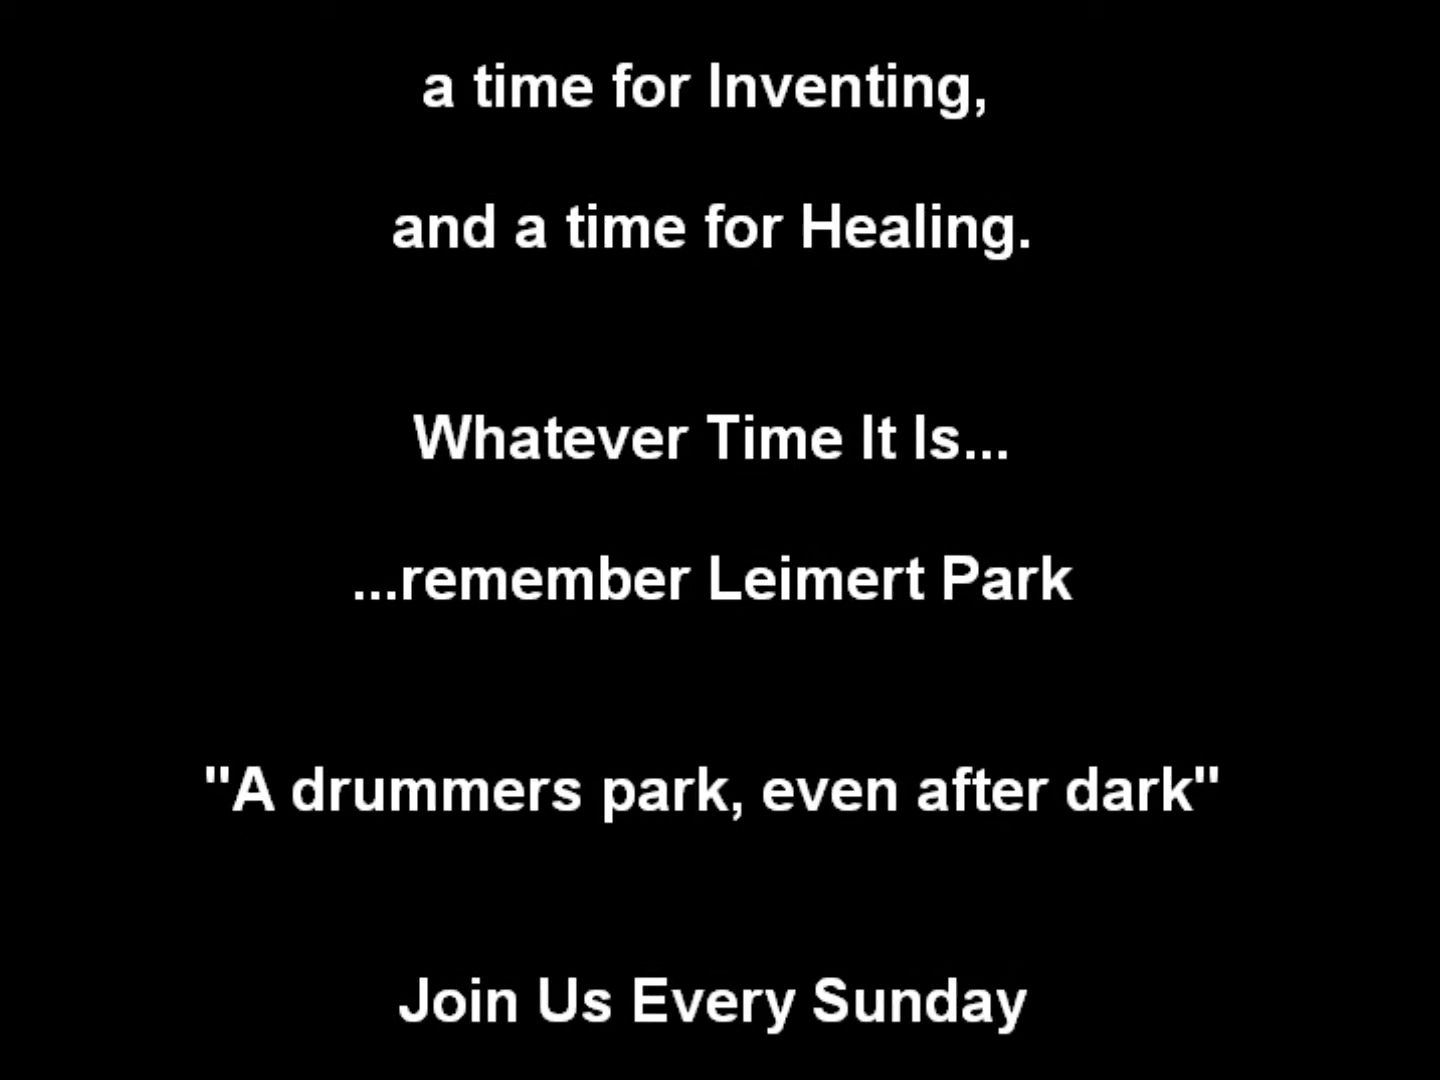 a time for Inventing,
and a time for Healing.
Whatever Time It Is...
...remember Leimert Park
"A drummers park, even after dark"
Join Us Every Sunday